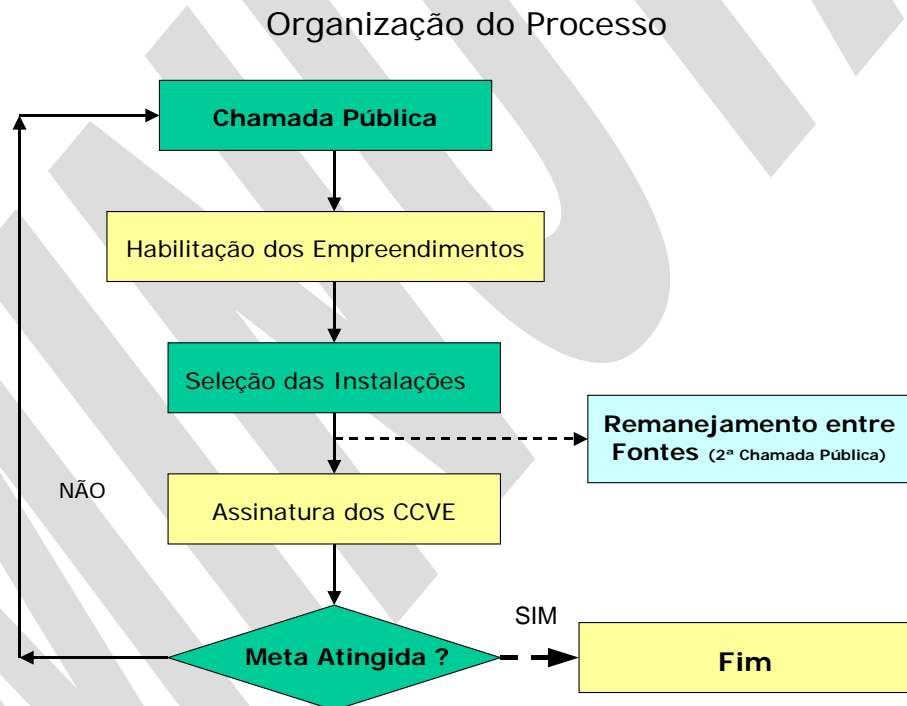 Organização do Processo
Chamada Pública
Habilitação dos Empreendimentos
Seleção das Instalações
Remanejamento entre
Fontes (2ª Chamada Pública)
NÃO
Assinatura dos CCVE
SIM
Meta Atingida ?
Fim